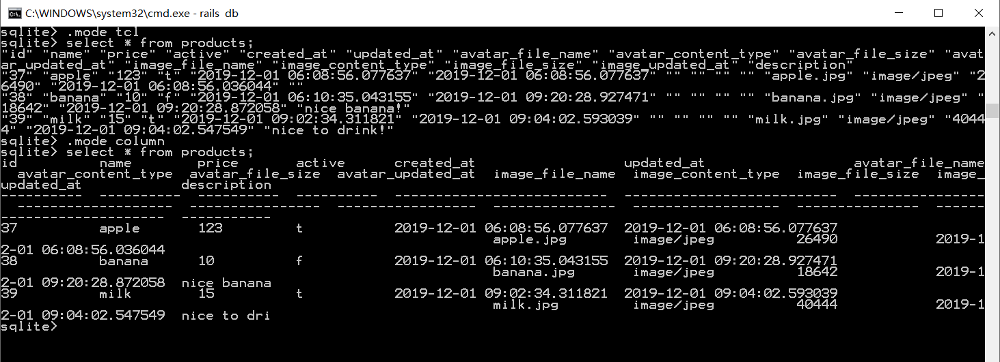 C:\WINDOWS\system32\cmd.exe - rails  db
sqlite> .mode tcl
sqlite> select * from products;
"id" "name" "price" "active" "created_at" "updated_at" "avatar_file_name" "avatar_content_type" "avatar_file_size" "avat
ar_updated_at" "image_file_name" "image_content_type" "image_file_size" "image_updated_at" "description"
"37" "apple" "123" "t" "2019-12-01 06:08:56.077637" "2019-12-01 06:08:56.077637" "" "" "" "" "apple.jpg" "image/jpeg" "2
6490" "2019-12-01 06:08:56.036044" ""
"38" "banana" "10" "f" "2019-12-01 06:10:35.043155" "2019-12-01 09:20:28.927471" "" "" "" "" "banana.jpg" "image/jpeg" "
18642" "2019-12-01 09:20:28.872058" "nice banana!"
"39" "milk" "15" "t" "2019-12-01 09:02:34.311821" "2019-12-01 09:04:02.593039" "" "" "" "" "milk.jpg" "image/jpeg" "4044
4" "2019-12-01 09:04:02.547549" "nice to drink!"
sqlite> .mode column
sqlite> select * from products;
id          name        price       active      created_at                  updated_at                  avatar_file_name
  avatar_content_type  avatar_file_size  avatar_updated_at  image_file_name  image_content_type  image_file_size  image_
updated_at            description
----------  ----------  ----------  ----------  --------------------------  --------------------------  ----------------
  -------------------  ----------------  -----------------  ---------------  ------------------  ---------------  ------
--------------------  -----------
37          apple       123         t           2019-12-01 06:08:56.077637  2019-12-01 06:08:56.077637
                                                            apple.jpg        image/jpeg          26490            2019-1
2-01 06:08:56.036044
38          banana      10          f           2019-12-01 06:10:35.043155  2019-12-01 09:20:28.927471
                                                            banana.jpg       image/jpeg          18642            2019-1
2-01 09:20:28.872058  nice banana
39          milk        15          t           2019-12-01 09:02:34.311821  2019-12-01 09:04:02.593039
                                                            milk.jpg         image/jpeg          40444            2019-1
2-01 09:04:02.547549  nice to dri
sqlite>